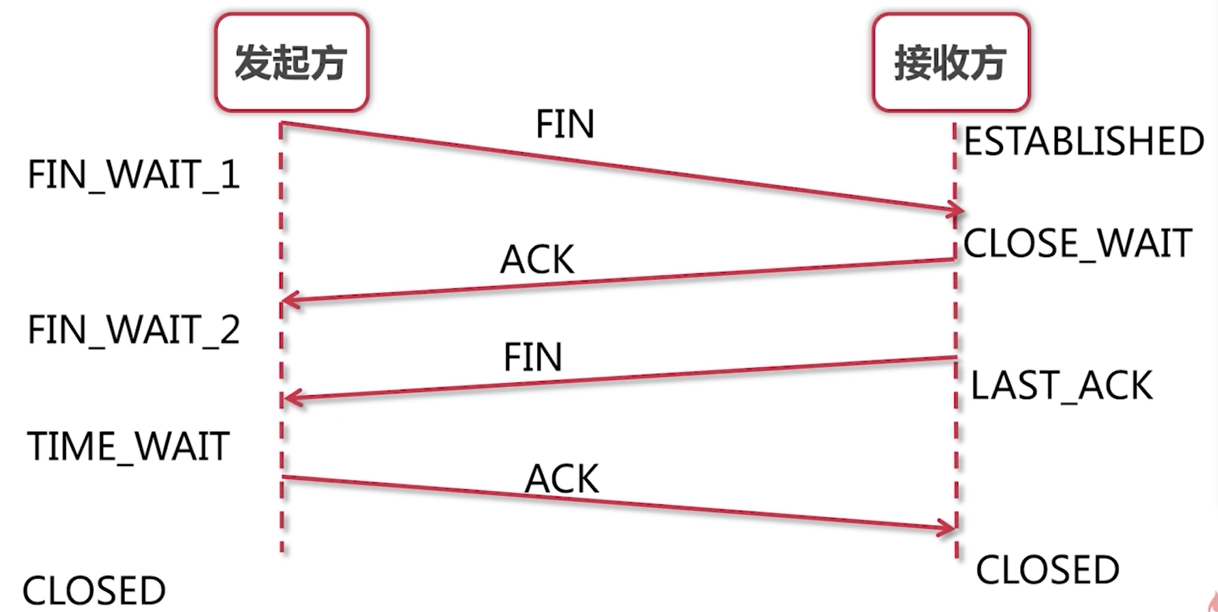 发起方
接收方
FIN
ESTABLISHED
FIN_WAIT_1
CLOSE_WAIT
ACK
FIN_WAIT_2
FIN
LAST_ACK
TIME_WAIT
ACK
CLOSED
CLOSED